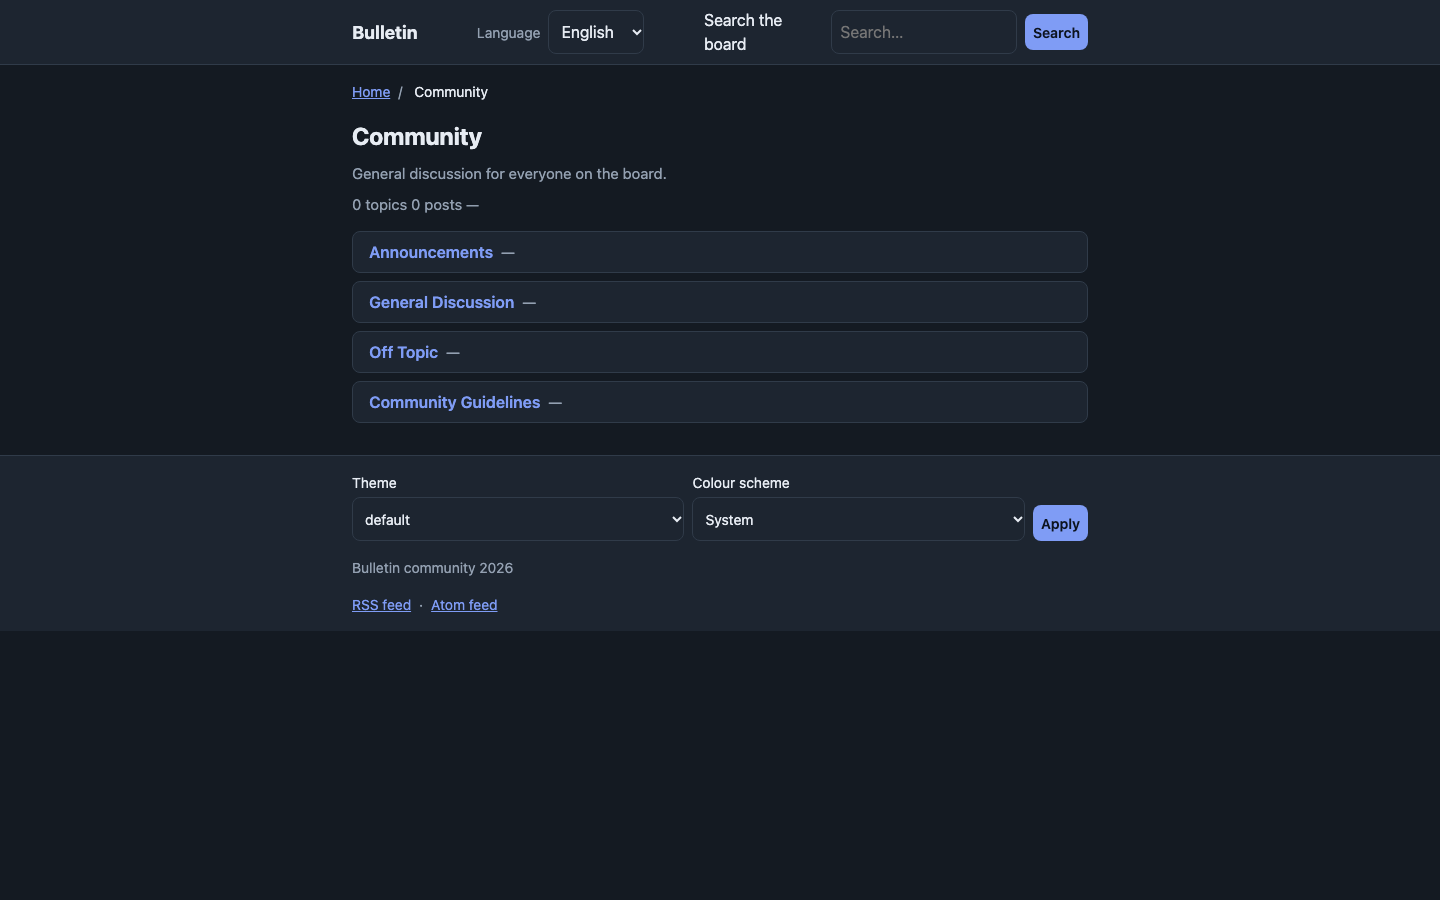 Bulletin
Language
English
Search the
board
Search...
Search
Home / Community
Community
General discussion for everyone on the board.
0 topics 0 posts —
Announcements —
General Discussion —
Off Topic —
Community Guidelines —
Theme
Colour scheme
default
System
Apply
Bulletin community 2026
RSS feed · Atom feed